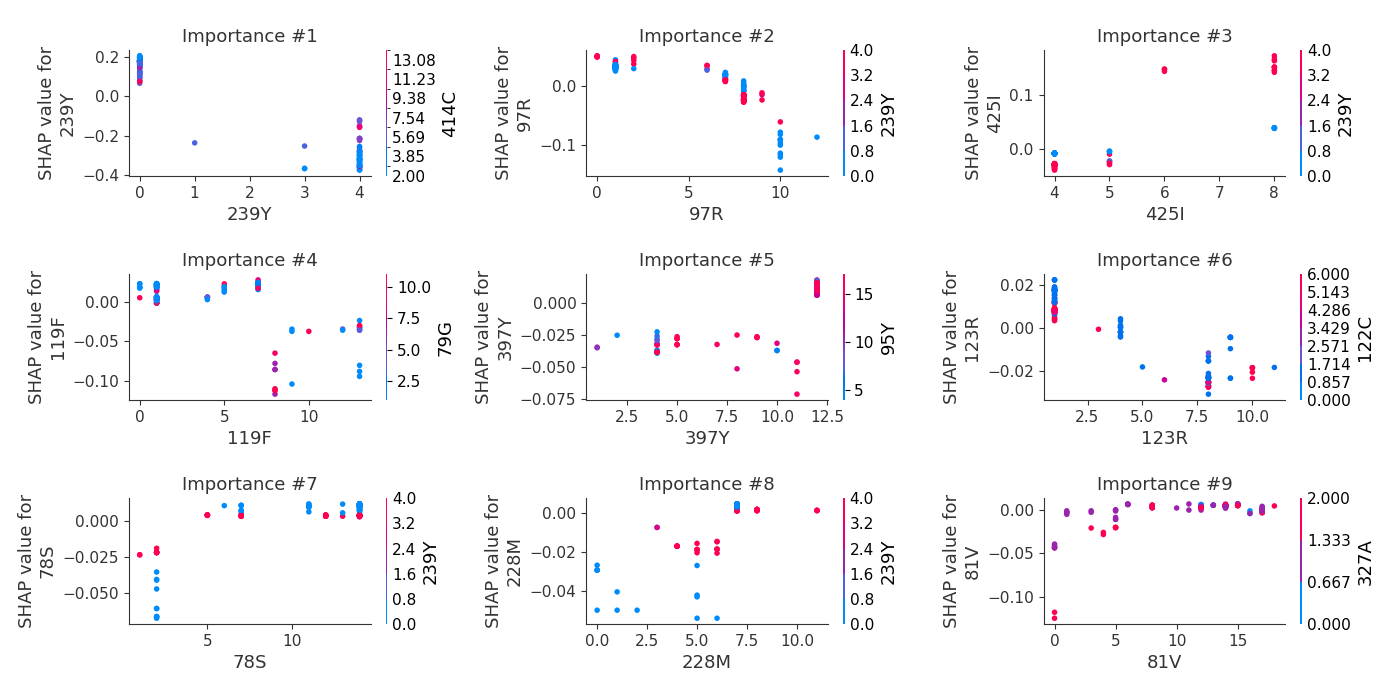 Importance #1
SHAP value for
239Y
0.2
0.0
−0.2
−0.4
0
1
2
3
4
239Y
13.08
11.23
9.38
7.54
5.69
3.85
2.00
414C
Importance #2
SHAP value for
97R
0.0
−0.1
0
5
10
97R
4.0
3.2
2.4
1.6
0.8
0.0
239Y
Importance #3
SHAP value for
425I
0.1
0.0
4
5
6
7
8
425I
4.0
3.2
2.4
1.6
0.8
0.0
239Y
Importance #4
SHAP value for
119F
0.00
−0.05
−0.10
0
5
10
119F
10.0
7.5
5.0
2.5
79G
Importance #5
SHAP value for
397Y
0.000
−0.025
−0.050
−0.075
2.5
5.0
7.5
10.0
12.5
397Y
15
10
5
95Y
Importance #6
SHAP value for
123R
0.02
0.00
−0.02
2.5
5.0
7.5
10.0
123R
6.000
5.143
4.286
3.429
2.571
1.714
0.857
0.000
122C
Importance #7
SHAP value for
78S
0.000
−0.025
−0.050
5
10
78S
4.0
3.2
2.4
1.6
0.8
0.0
239Y
Importance #8
SHAP value for
228M
0.00
−0.02
−0.04
0.0
2.5
5.0
7.5
10.0
228M
4.0
3.2
2.4
1.6
0.8
0.0
239Y
Importance #9
SHAP value for
81V
0.00
−0.05
−0.10
0
5
10
15
81V
2.000
1.333
0.667
0.000
327A